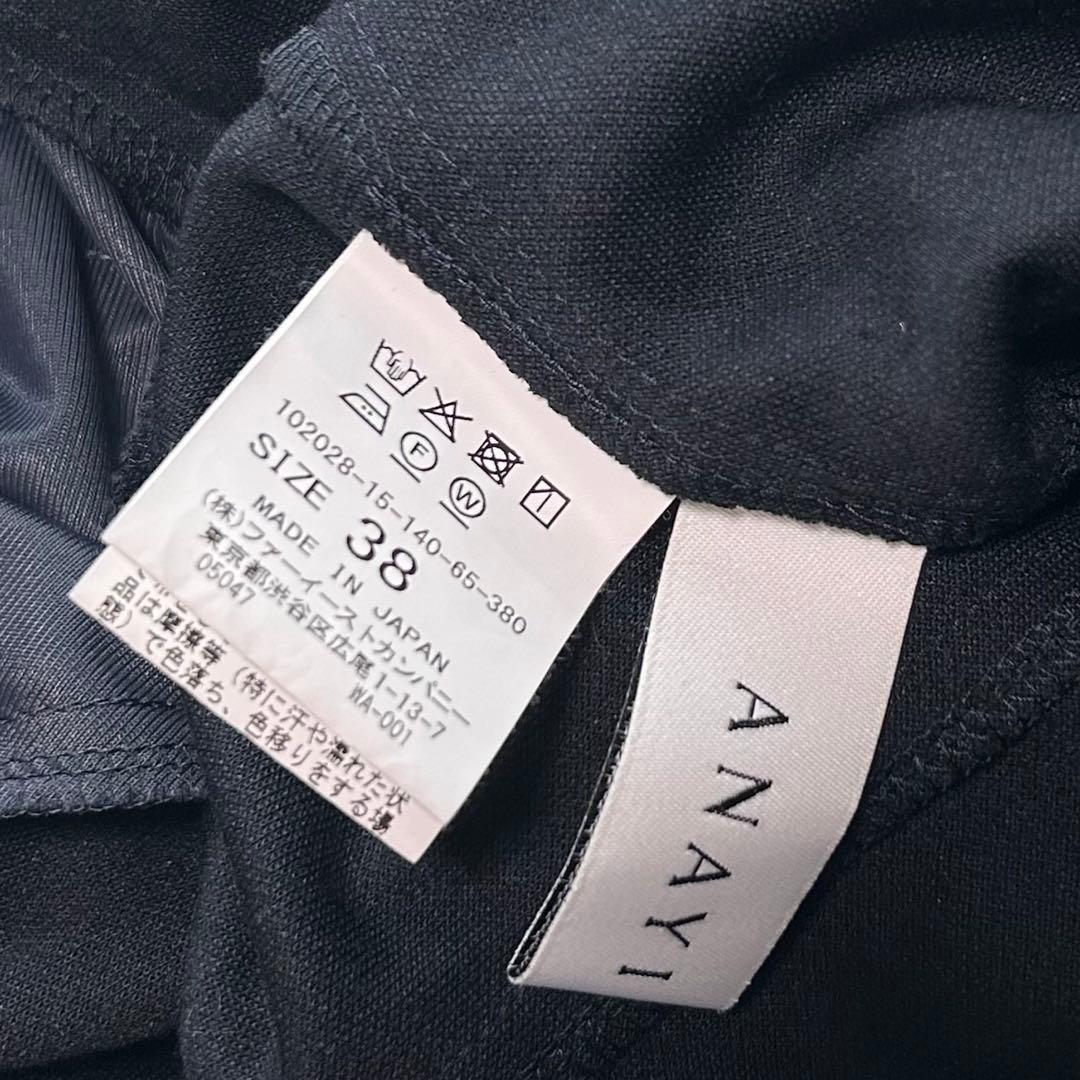 F
W
102028-15-140-65-380
SIZE 38
MADE IN JAPAN
(株)ファーイーストカンパニー
東京都渋谷区広尾1-13-7
05047 WA-001
品は摩擦等(特に汗や濡れた状
態)で色落ち、色移りをする場
ANAYI